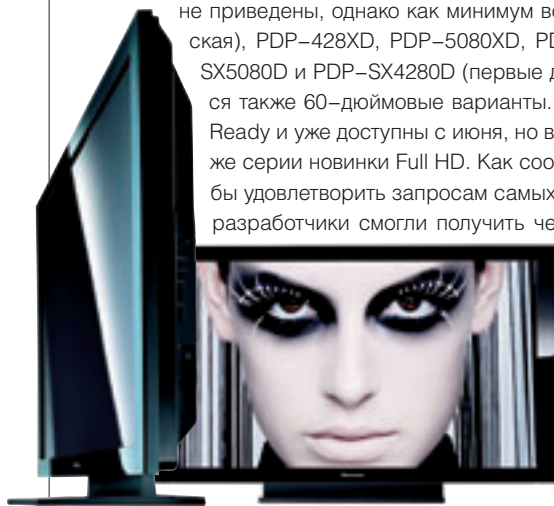 не приведены, однако как минимум ве
ская), PDP–428XD, PDP–5080XD, PD
SX5080D и PDP–SX4280D (первые д
ся также 60–дюймовые варианты.
Ready и уже доступны с июня, но в
же серии новинки Full HD. Как соо
бы удовлетворить запросам самых
разработчики смогли получить че